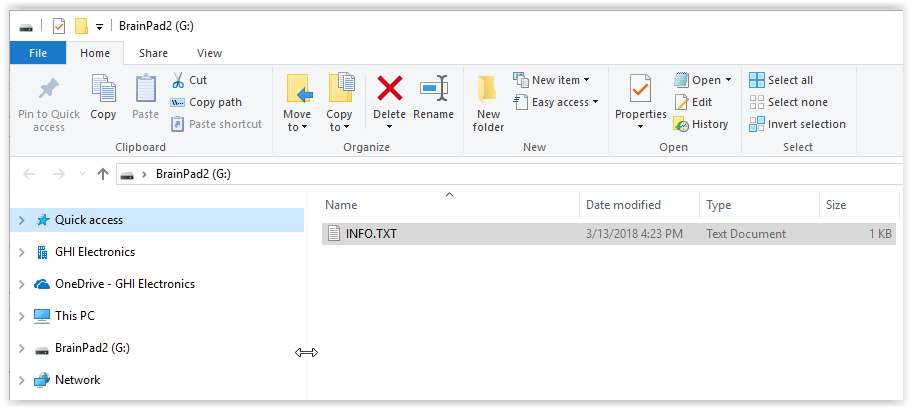 BrainPad2 (G:)
File Home Share View
Pin to Quick access
Copy
Paste
Cut
Copy path
Paste shortcut
Clipboard
Move to
Copy to
Delete
Rename
Organize
New folder
New item
Easy access
New
Properties
Open
Edit
History
Open
Select all
Select none
Invert selection
Select
BrainPad2 (G:)
Quick access
GHI Electronics
OneDrive - GHI Electronics
This PC
BrainPad2 (G:)
Network
Name Date modified Type Size
INFO.TXT 3/13/2018 4:23 PM Text Document 1 KB